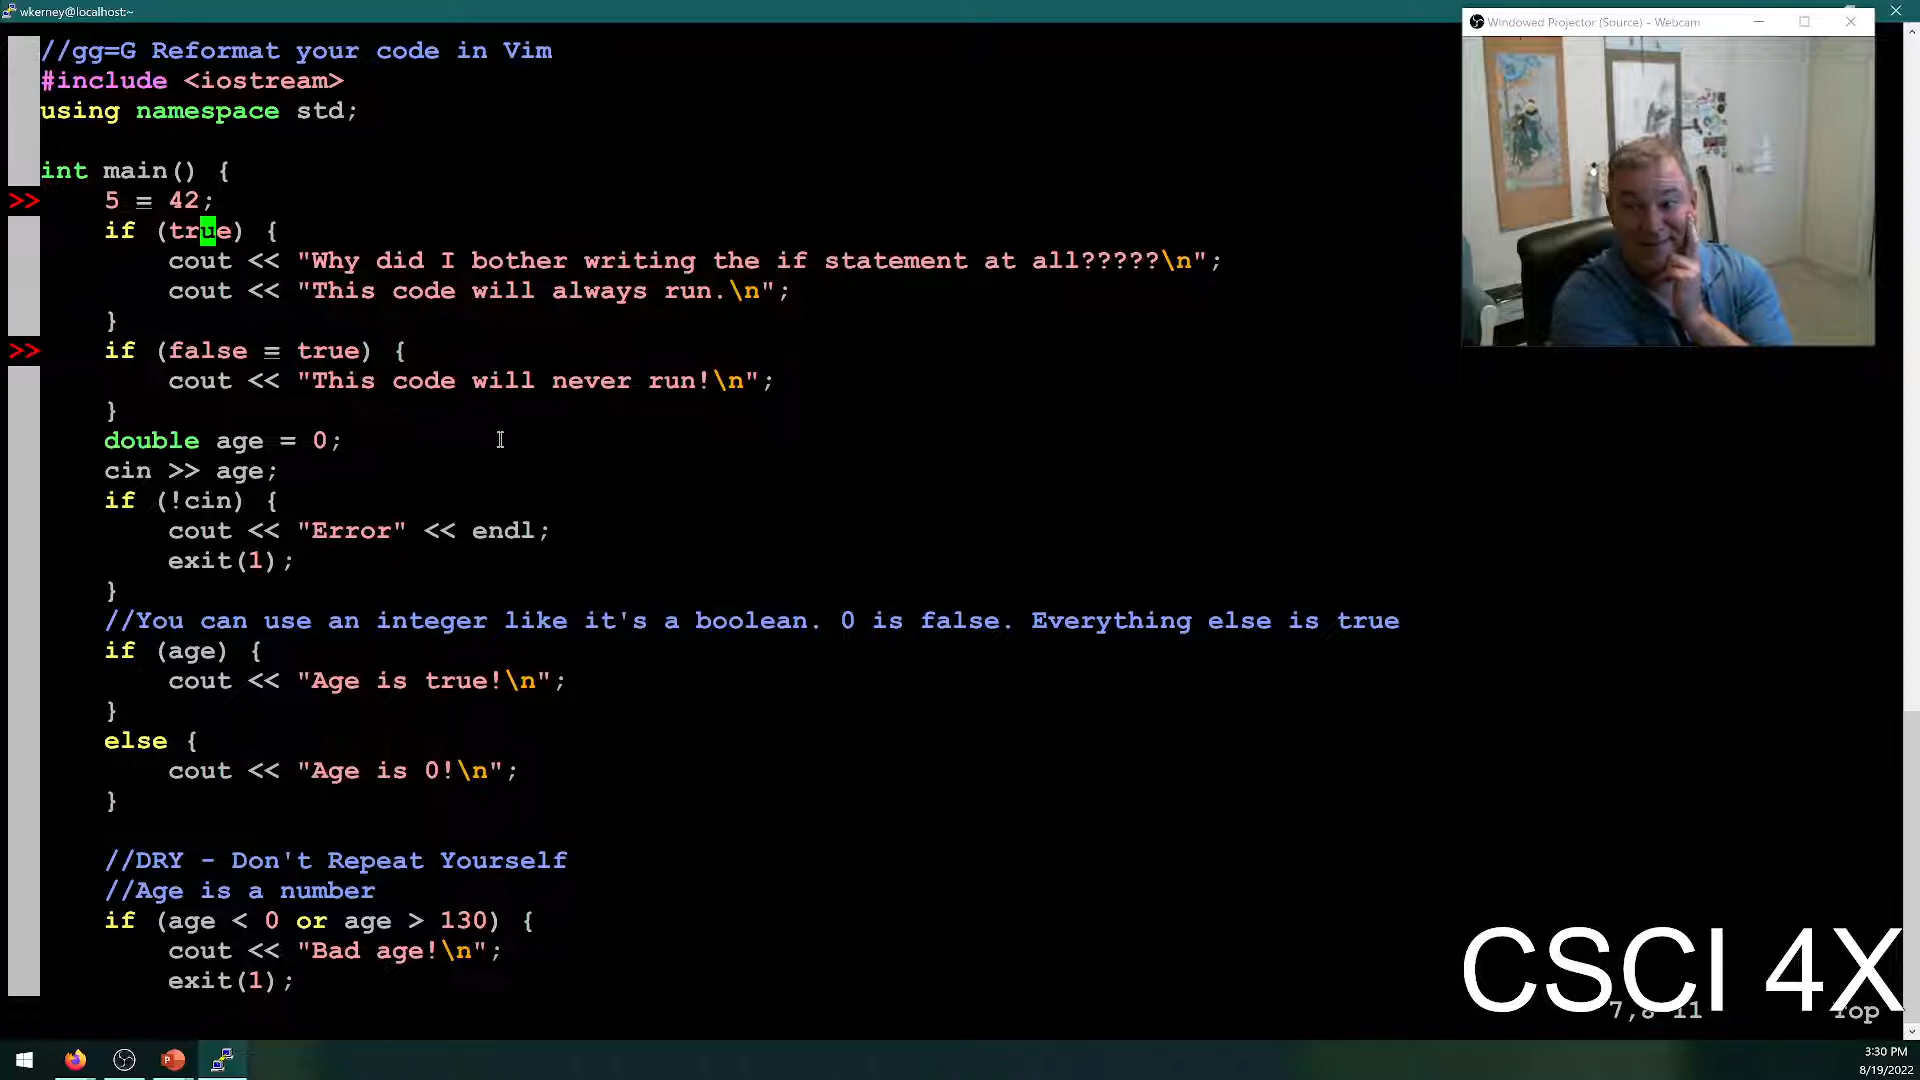 wkerney@localhost:~
Windowed Projector (Source) - Webcam
//gg=G Reformat your code in Vim
#include <iostream>
using namespace std;
int main() {
>> 5 = 42;
if (true) {
cout << "Why did I bother writing the if statement at all?????\n";
cout << "This code will always run.\n";
}
>> if (false = true) {
cout << "This code will never run!\n";
}
double age = 0;
cin >> age;
if (!cin) {
cout << "Error" << endl;
exit(1);
}
//You can use an integer like it's a boolean. 0 is false. Everything else is true
if (age) {
cout << "Age is true!\n";
}
else {
cout << "Age is 0!\n";
}
//DRY - Don't Repeat Yourself
//Age is a number
if (age < 0 or age > 130) {
cout << "Bad age!\n";
exit(1);
CSCI 4X
Top
3:30 PM
8/19/2022